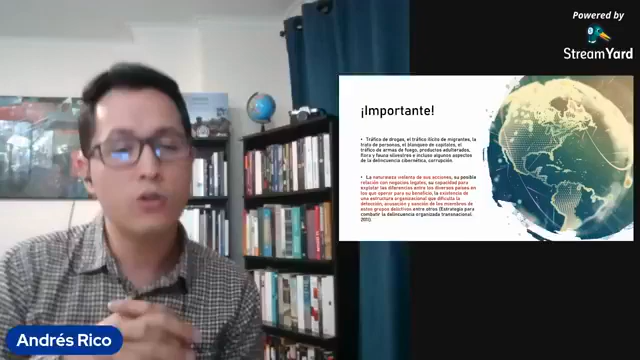 Powered by
StreamYard
¡Importante!
• Tráfico de drogas, el tráfico ilícito de migrantes, la
trata de personas, el blanqueo de capitales, el
tráfico de armas de fuego, productos adulterados,
flora y fauna silvestres e incluso algunos aspectos
de la delincuencia cibernética, corrupción.
• La naturaleza violenta de sus acciones, su posible
relación con negocios legales, su capacidad para
explotar las diferencias entre los diversos países en
los que operar para su beneficio, la existencia de
una estructura organizacional que dificulta la
detección, acusación y sanción de los miembros de
estos grupos delictivos entre otros (Estrategia para
combatir la delincuencia organizada transnacional,
2011).
Andrés Rico